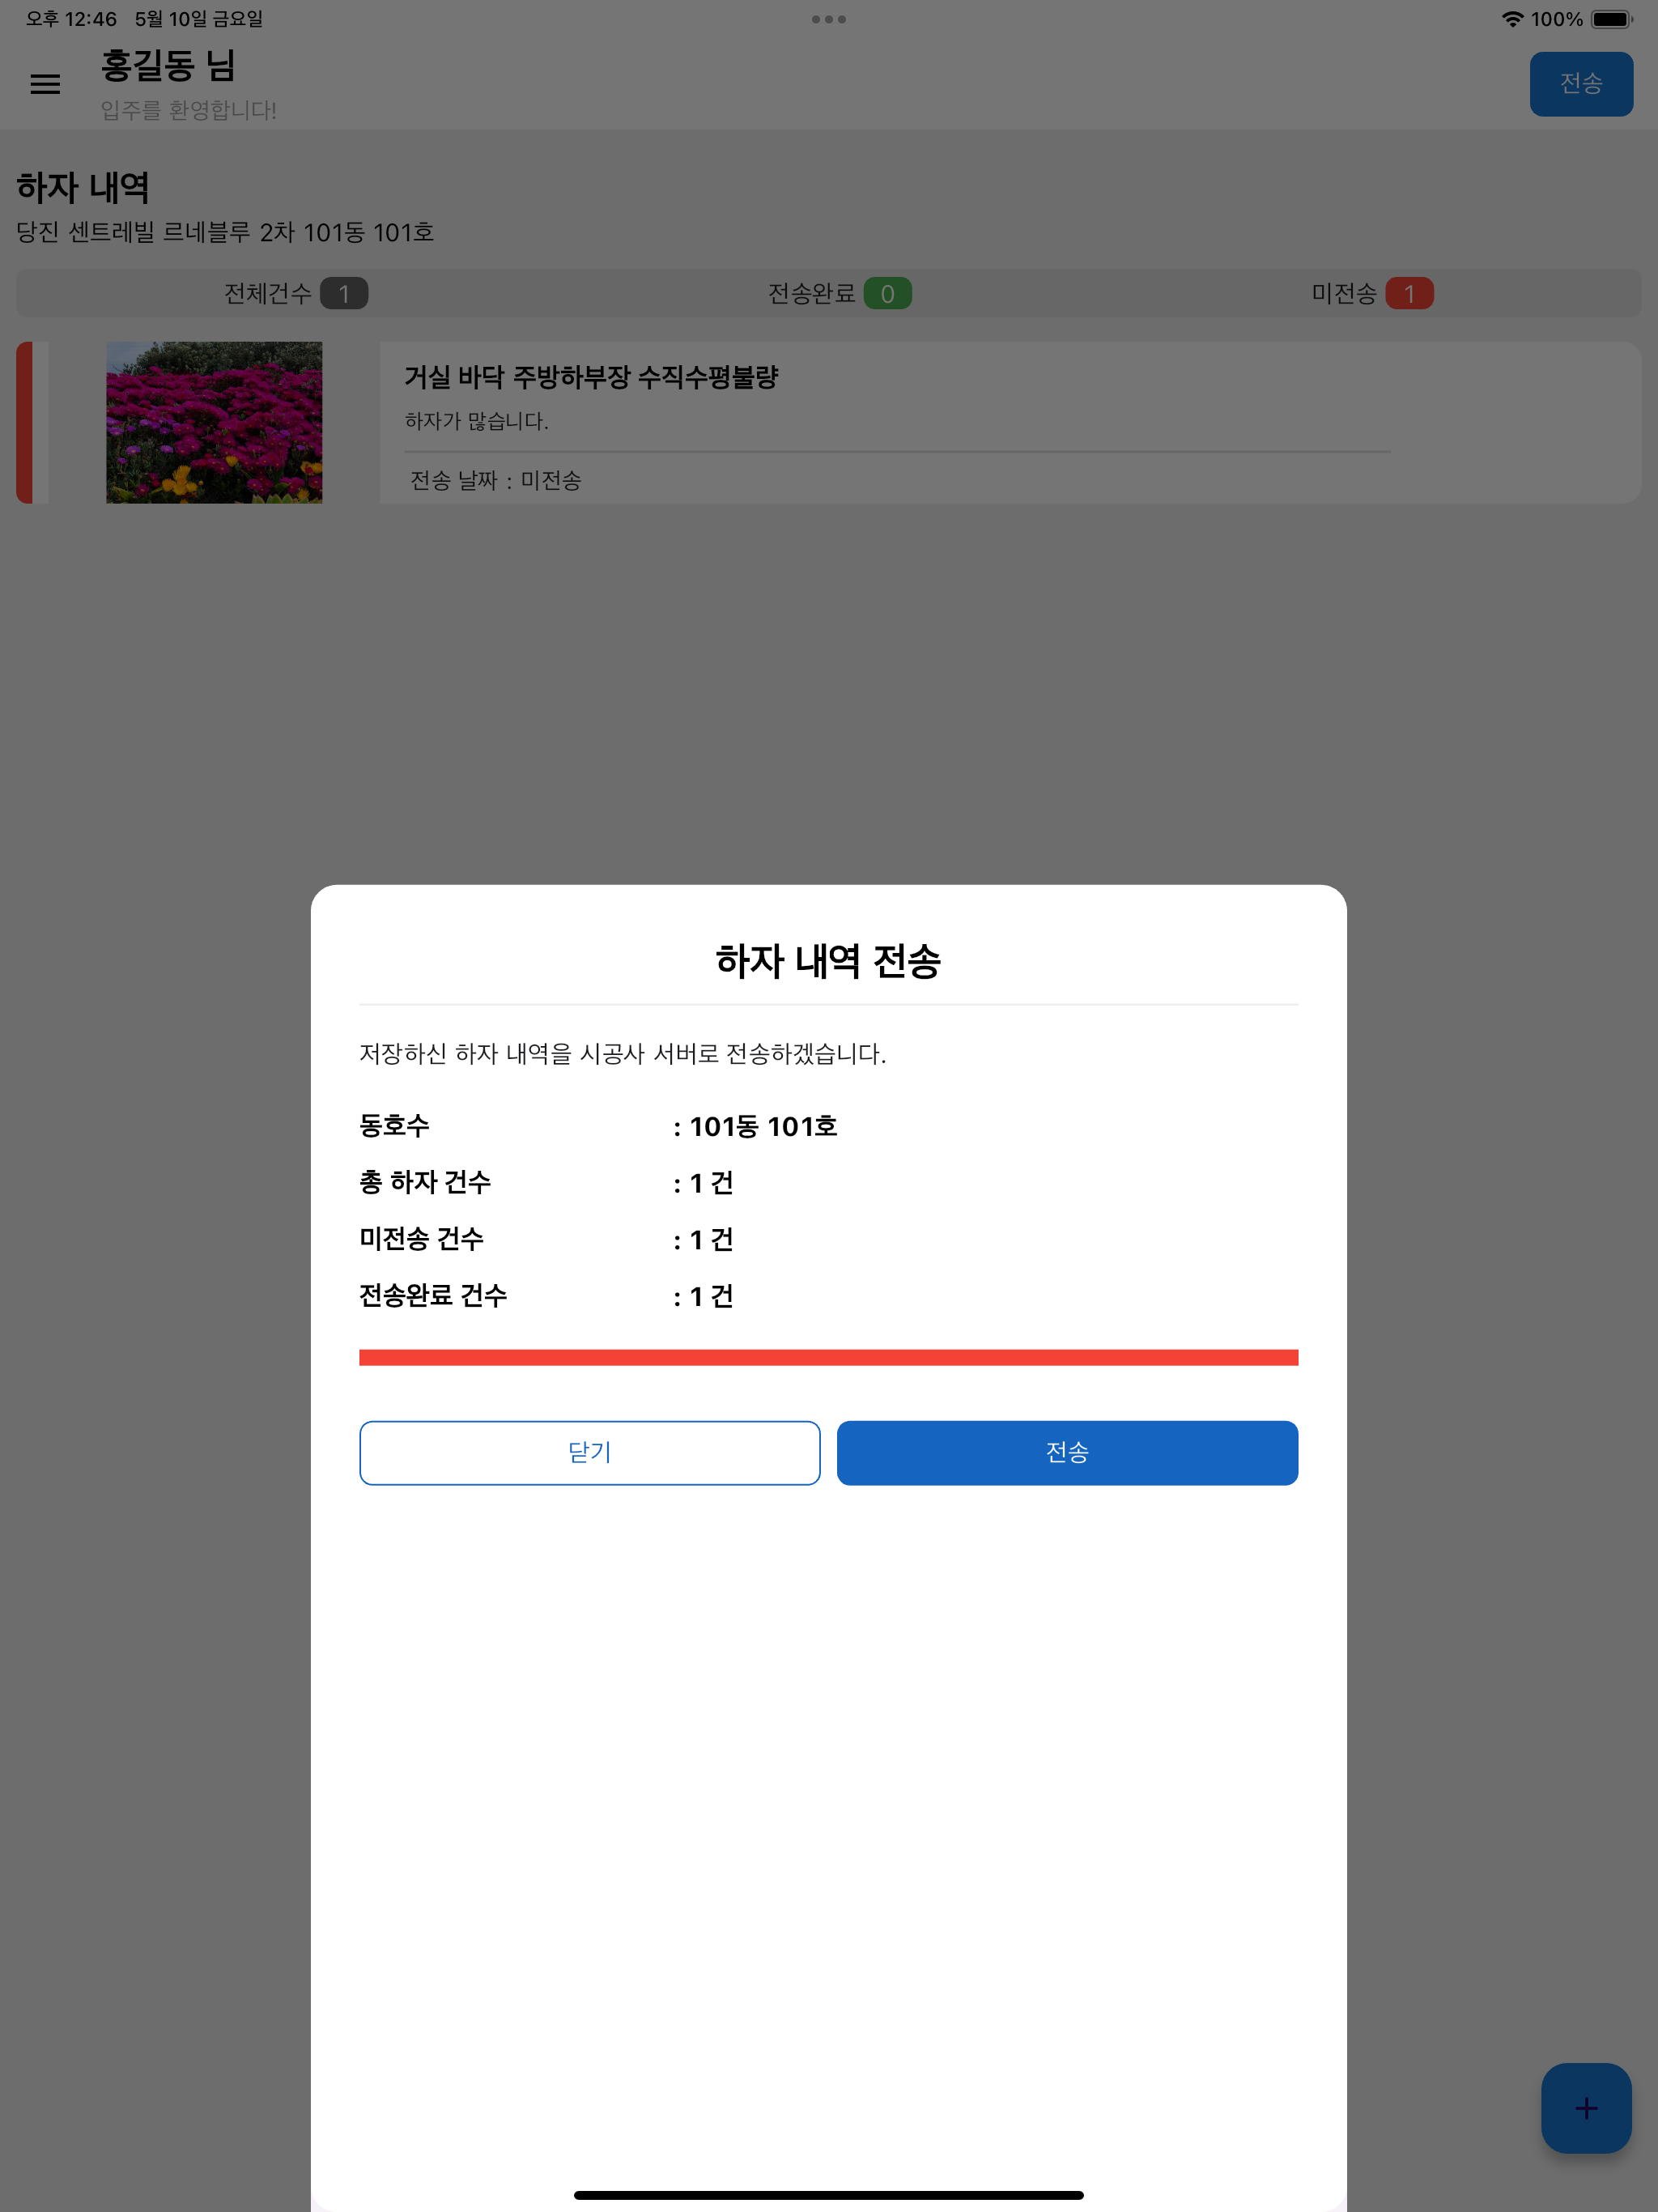 오후 12:46 5월 10일 금요일
100%
홍길동 님
입주를 환영합니다!
전송
하자 내역
당진 센트레빌 르네블루 2차 101동 101호
전체건수 1 전송완료 0 미전송 1
거실 바닥 주방하부장 수직수평불량
하자가 많습니다.
전송 날짜 : 미전송
하자 내역 전송
저장하신 하자 내역을 시공사 서버로 전송하겠습니다.
동호수 : 101동 101호
총 하자 건수 : 1 건
미전송 건수 : 1 건
전송완료 건수 : 1 건
닫기 전송
+